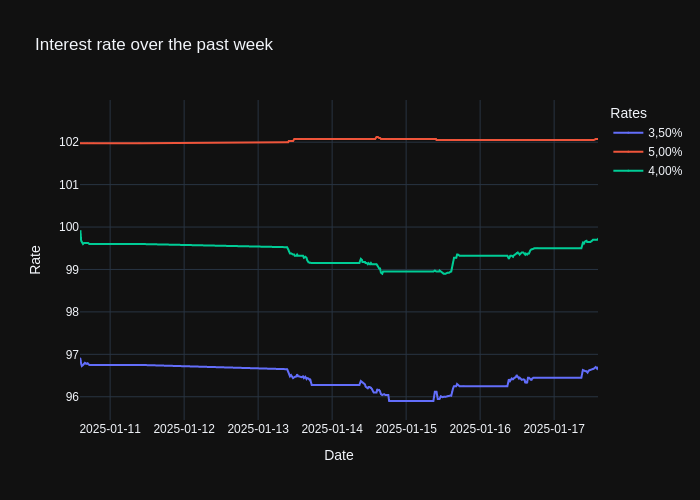 Interest rate over the past week
Rates
3,50%
5,00%
4,00%
102
101
100
99
98
97
96
Rate
2025-01-11 2025-01-12 2025-01-13 2025-01-14 2025-01-15 2025-01-16 2025-01-17
Date